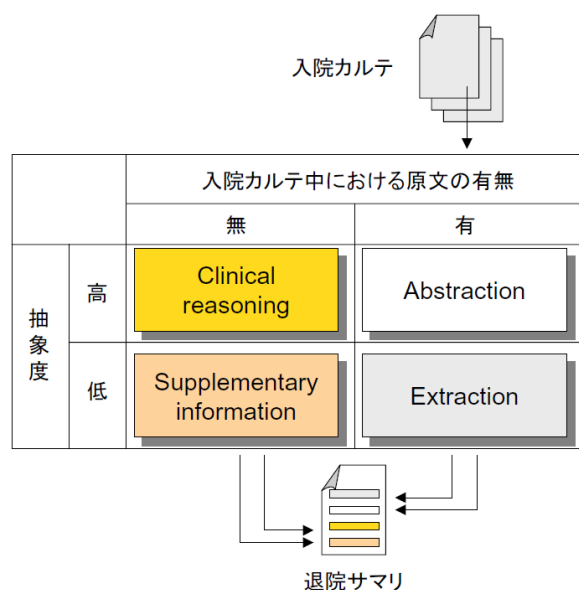 入院カルテ
入院カルテ中における原文の有無
無
有
抽象度
高
Clinical
reasoning
Abstraction
低
Supplementary
information
Extraction
退院サマリ